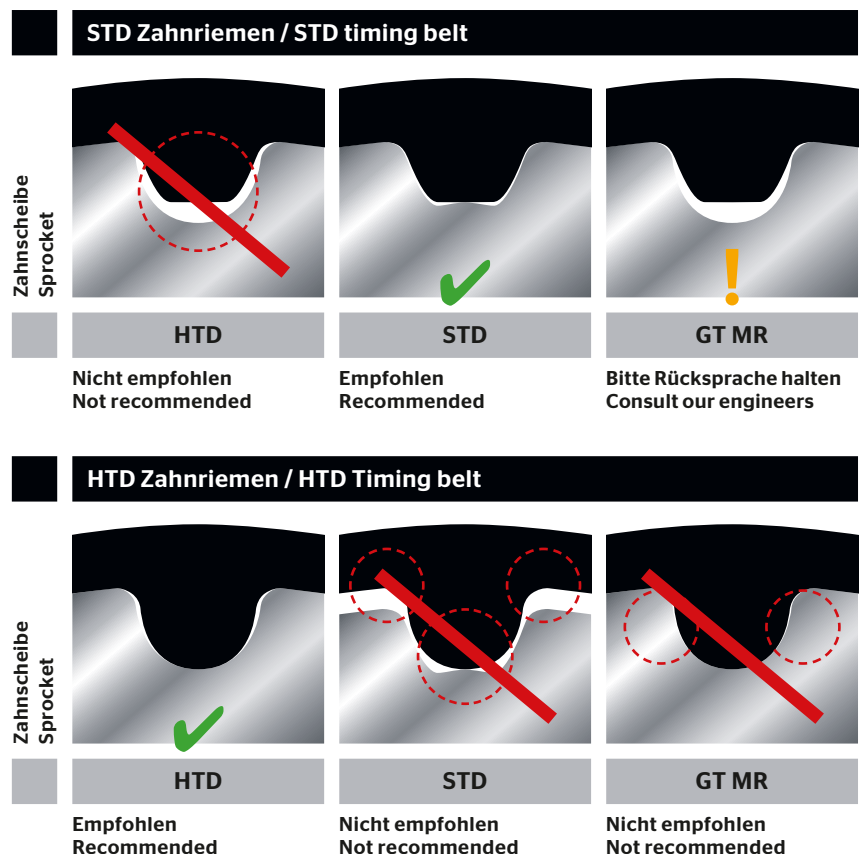 STD Zahnriemen / STD timing belt
Zahnscheibe
Sprocket
HTD
STD
GT MR
Nicht empfohlen
Not recommended
Empfohlen
Recommended
Bitte Rücksprache halten
Consult our engineers
HTD Zahnriemen / HTD Timing belt
Zahnscheibe
Sprocket
HTD
STD
GT MR
Empfohlen
Recommended
Nicht empfohlen
Not recommended
Nicht empfohlen
Not recommended